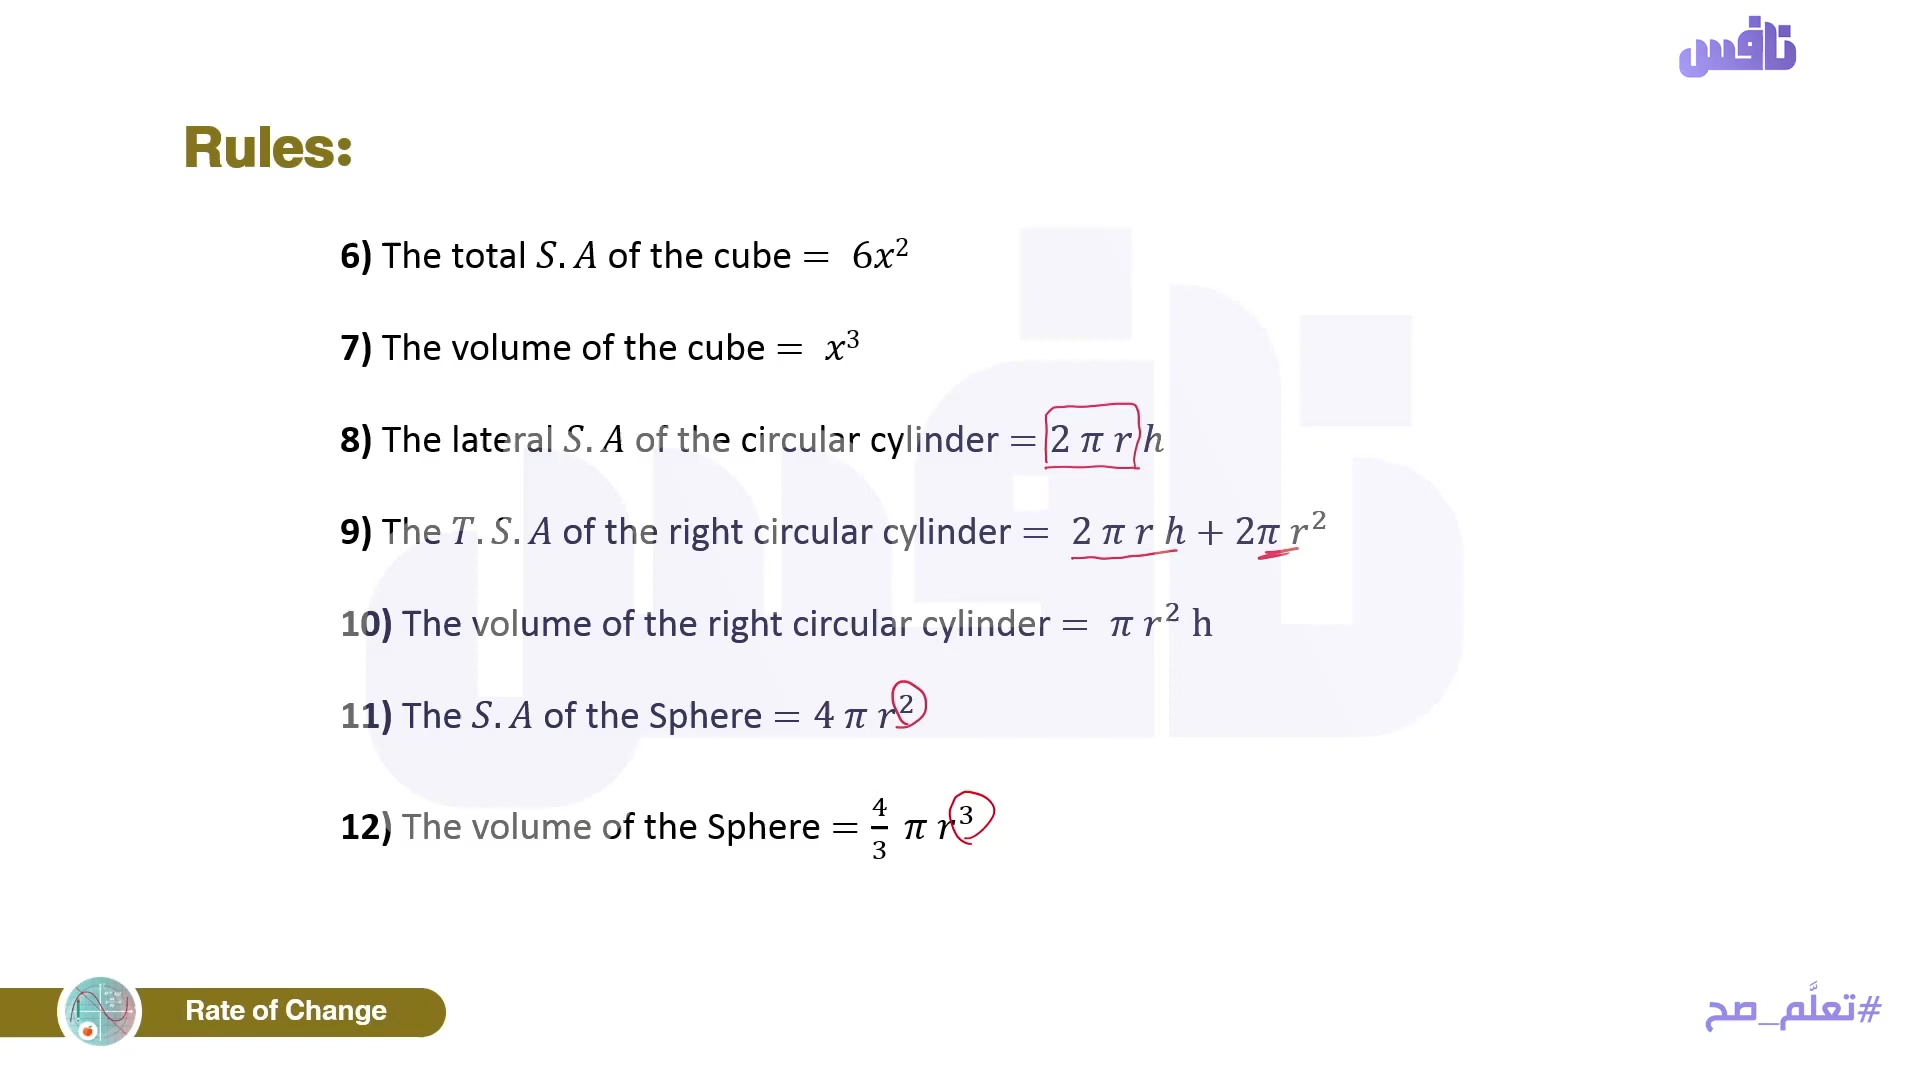 نافس
Rules:
6) The total S. A of the cube = 6x²
7) The volume of the cube = x³
8) The lateral S. A of the circular cylinder = 2 π r h
9) The T. S. A of the right circular cylinder = 2 π r h + 2π r²
10) The volume of the right circular cylinder = π r² h
11) The S. A of the Sphere = 4 π r²
12) The volume of the Sphere = 4/3 π r³
Rate of Change
#تعلَّم_صح